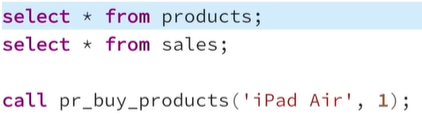 select * from products;
select * from sales;
call pr_buy_products('iPad Air', 1);